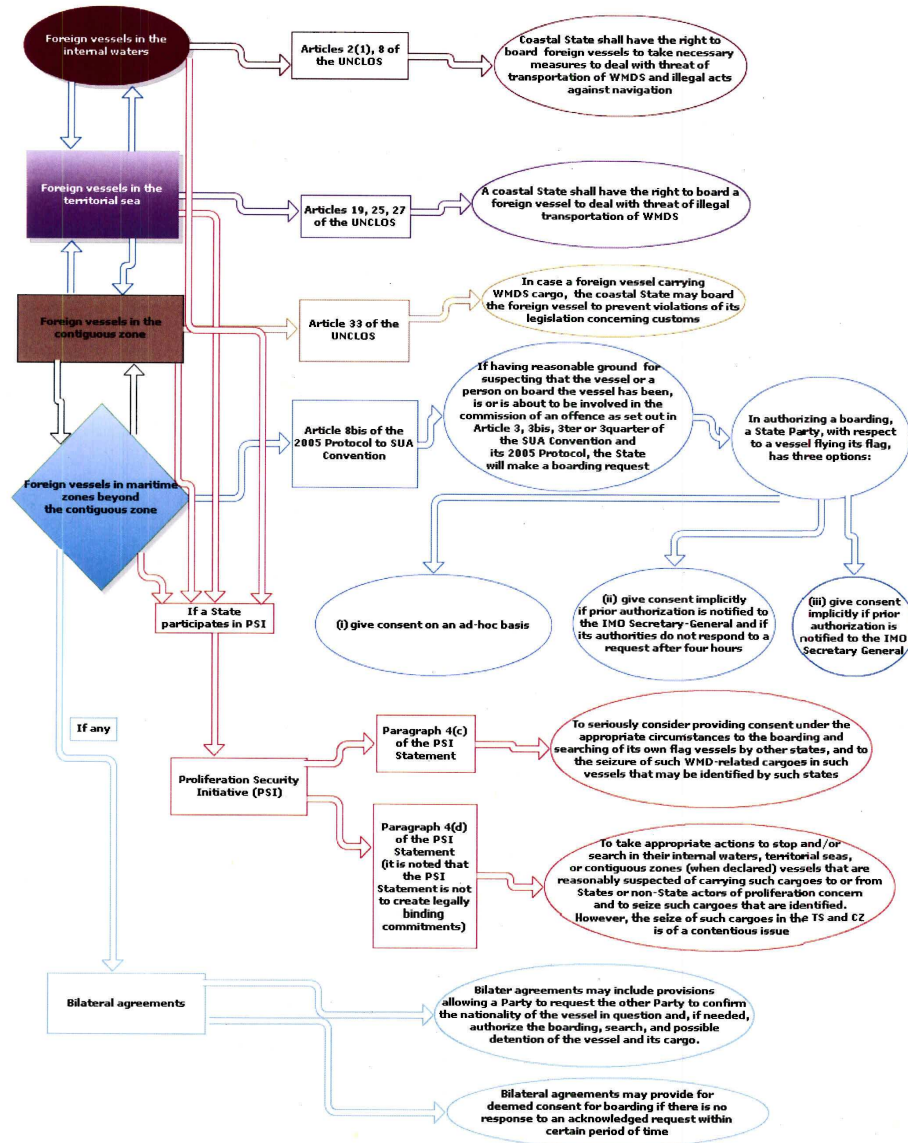 Foreign vessels in the
internal waters
Articles 2(1), 8 of
the UNCLOS
Coastal State shall have the right to
board foreign vessels to take necessary
measures to deal with threat of
transportation of WMDS and illegal acts
against navigation
Foreign vessels in the
territorial sea
Articles 19, 25, 27
of the UNCLOS
A coastal State shall have the right to board a
foreign vessel to deal with threat of illegal
transportation of WMDS
Foreign vessels in the
contiguous zone
Article 33 of the
UNCLOS
In case a foreign vessel carrying
WMDS cargo, the coastal State may board
the foreign vessel to prevent violations of its
legislation concerning customs
Foreign vessels in maritime
zones beyond
the contiguous zone
Article 8bis of the
2005 Protocol to SUA
Convention
If having reasonable ground for
suspecting that the vessel or a
person on board the vessel has been,
is or is about to be involved in the
commission of an offence as set out in
Article 3, 3bis, 3ter or 3quarter of
the SUA Convention and
its 2005 Protocol, the State
will make a boarding request
In authorizing a boarding,
a State Party, with respect
to a vessel flying its flag,
has three options:
(i) give consent on an ad-hoc basis
(ii) give consent implicitly
if prior authorization is notified to
the IMO Secretary-General and if
its authorities do not respond to a
request after four hours
(iii) give consent
implicitly if prior
authorization is
notified to the IMO
Secretary General
If a State
participates in PSI
If any
Proliferation Security
Initiative (PSI)
Paragraph 4(c)
of the PSI
Statement
To seriously consider providing consent under the
appropriate circumstances to the boarding and
searching of its own flag vessels by other states, and to
the seizure of such WMD-related cargoes in such
vessels that may be identified by such states
Paragraph 4(d)
of the PSI
Statement
(it is noted that
the PSI
Statement is not
to create legally
binding
commitments)
To take appropriate actions to stop and/or
search in their internal waters, territorial seas,
or contiguous zones (when declared) vessels that are
reasonably suspected of carrying such cargoes to or from
States or non-State actors of proliferation concern
and to seize such cargoes that are identified.
However, the seize of such cargoes in the TS and CZ
is of a contentious issue
Bilateral agreements
Bilater agreements may include provisions
allowing a Party to request the other Party to confirm
the nationality of the vessel in question and, if needed,
authorize the boarding, search, and possible
detention of the vessel and its cargo.
Bilateral agreements may provide for
deemed consent for boarding if there is no
response to an acknowledged request within
certain period of time